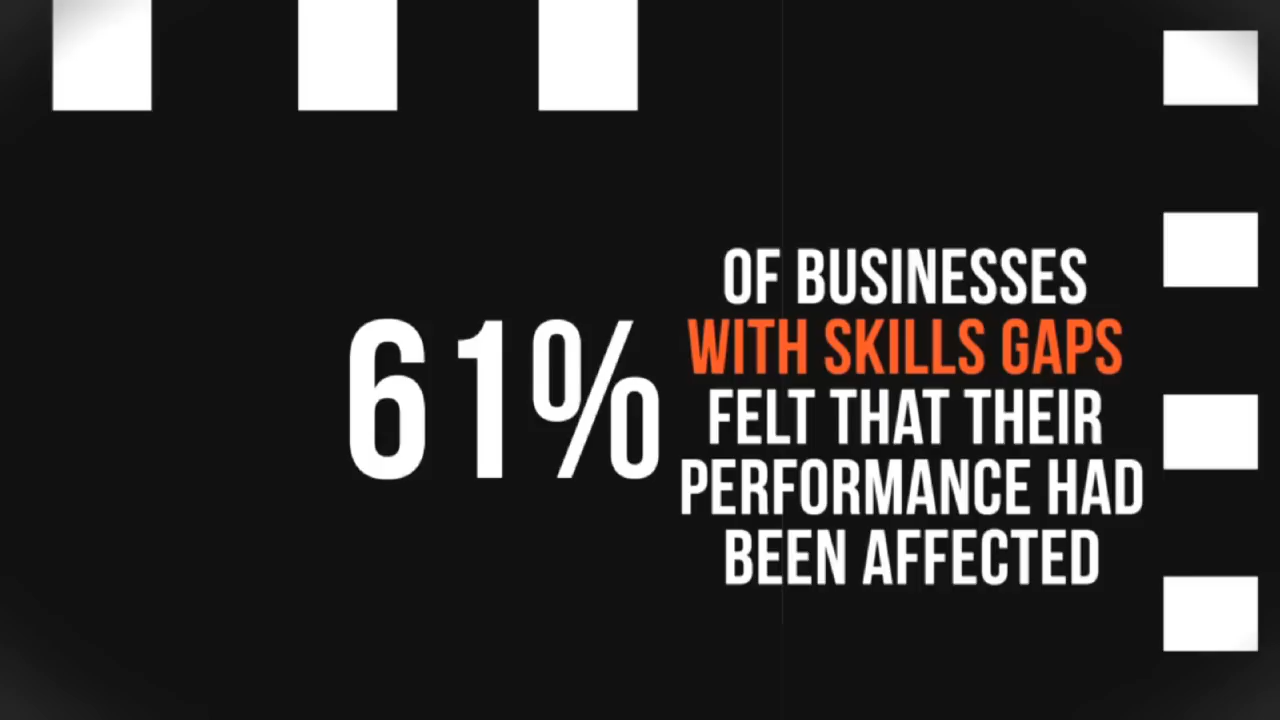 61%
OF BUSINESSES
WITH SKILLS GAPS
FELT THAT THEIR
PERFORMANCE HAD
BEEN AFFECTED